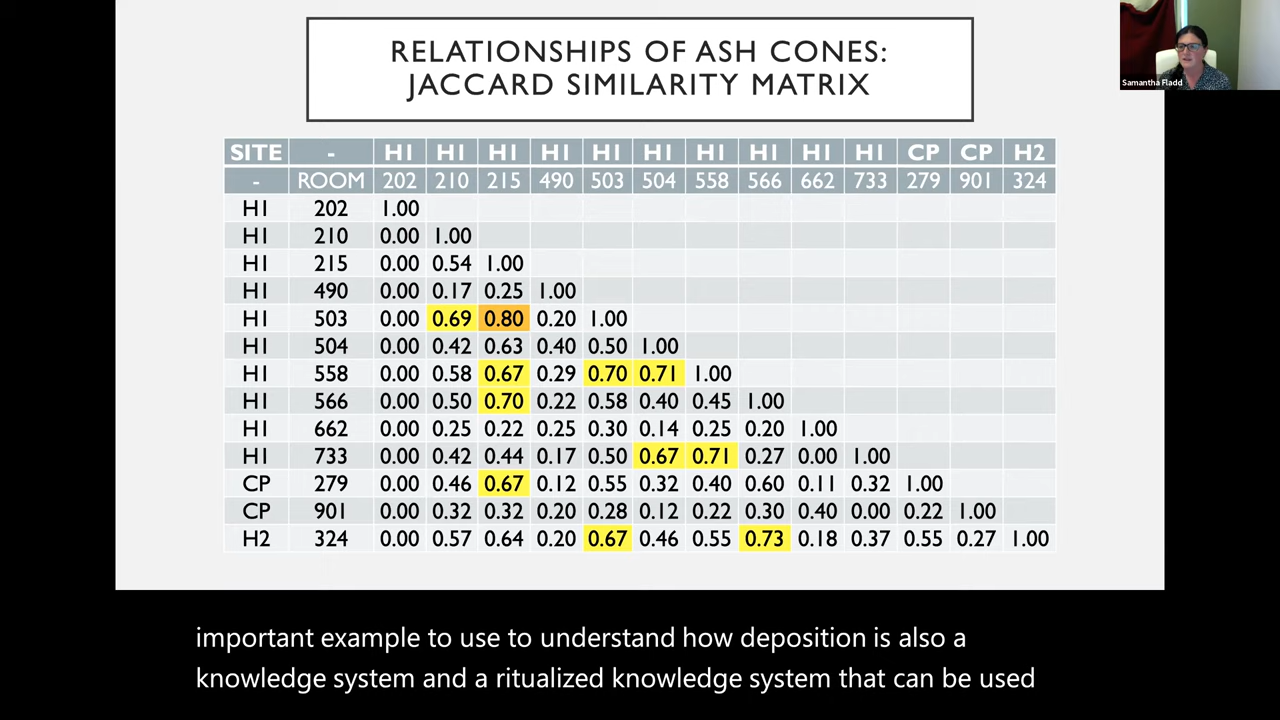 RELATIONSHIPS OF ASH CONES:
JACCARD SIMILARITY MATRIX
Samantha Fladd
SITE - H1 H1 H1 H1 H1 H1 H1 H1 H1 H1 CP CP H2
- ROOM 202 210 215 490 503 504 558 566 662 733 279 901 324
H1 202 1.00
H1 210 0.00 1.00
H1 215 0.00 0.54 1.00
H1 490 0.00 0.17 0.25 1.00
H1 503 0.00 0.69 0.80 0.20 1.00
H1 504 0.00 0.42 0.63 0.40 0.50 1.00
H1 558 0.00 0.58 0.67 0.29 0.70 0.71 1.00
H1 566 0.00 0.50 0.70 0.22 0.58 0.40 0.45 1.00
H1 662 0.00 0.25 0.22 0.25 0.30 0.14 0.25 0.20 1.00
H1 733 0.00 0.42 0.44 0.17 0.50 0.67 0.71 0.27 0.00 1.00
CP 279 0.00 0.46 0.67 0.12 0.55 0.32 0.40 0.60 0.11 0.32 1.00
CP 901 0.00 0.32 0.32 0.20 0.28 0.12 0.22 0.30 0.40 0.00 0.22 1.00
H2 324 0.00 0.57 0.64 0.20 0.67 0.46 0.55 0.73 0.18 0.37 0.55 0.27 1.00
important example to use to understand how deposition is also a
knowledge system and a ritualized knowledge system that can be used